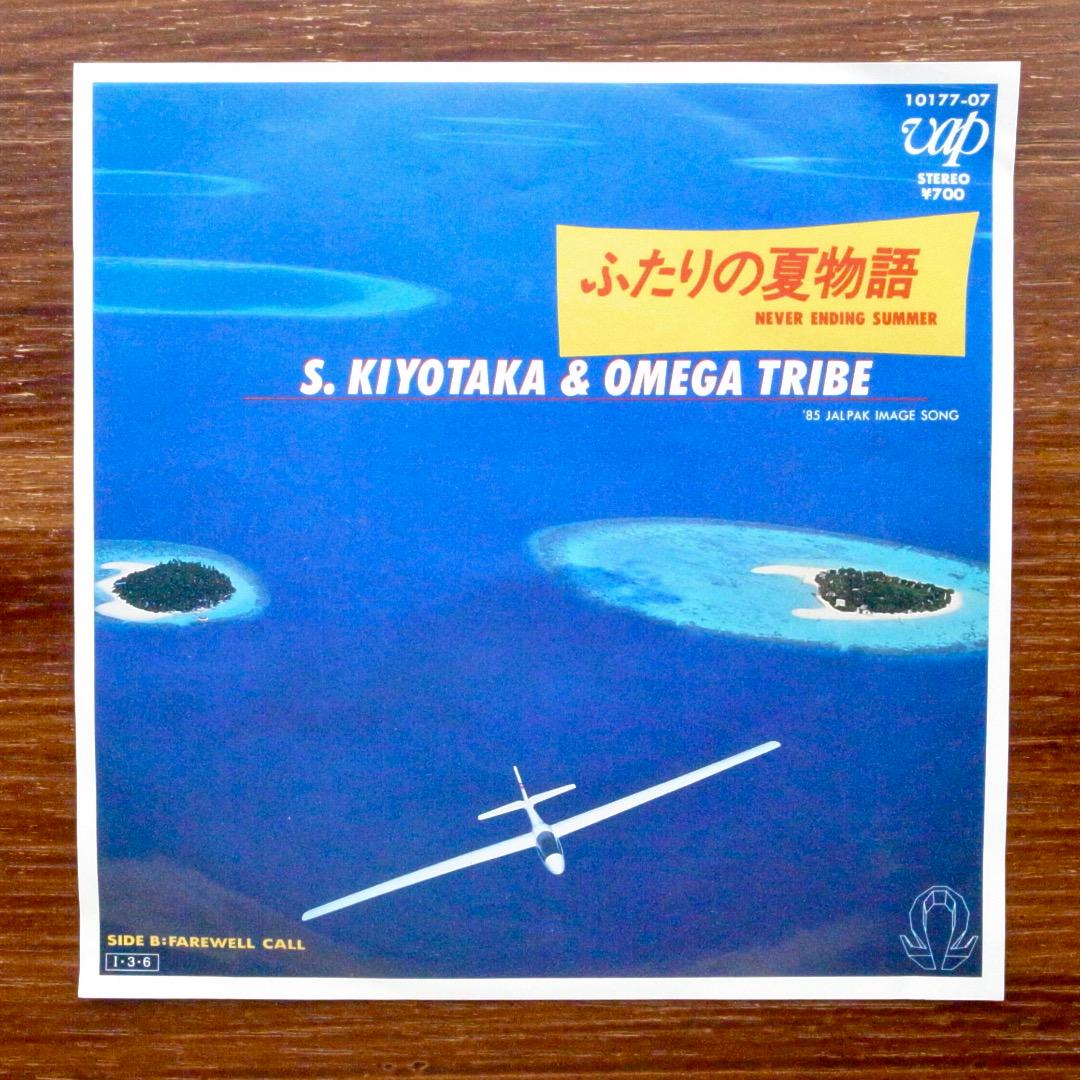 10177-07
vap
STEREO
¥700
ふたりの夏物語
NEVER ENDING SUMMER
S. KIYOTAKA & OMEGA TRIBE
'85 JALPAK IMAGE SONG
SIDE B:FAREWELL CALL
I・3・6